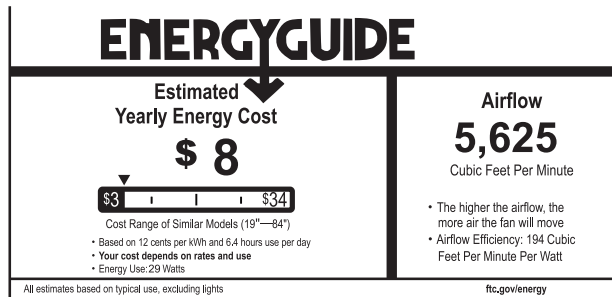 ENERGYGUIDE
Estimated
Yearly Energy Cost
$ 8
$3 $34
Cost Range of Similar Models (19"—84")
• Based on 12 cents per kWh and 6.4 hours use per day
• Your cost depends on rates and use
• Energy Use: 29 Watts
Airflow
5,625
Cubic Feet Per Minute
• The higher the airflow, the
more air the fan will move
• Airflow Efficiency: 194 Cubic
Feet Per Minute Per Watt
All estimates based on typical use, excluding lights
ftc.gov/energy